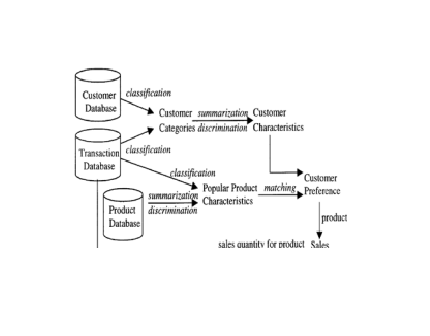 Customer
Database
classification
Customer
Categories
summarization
discrimination
Customer
Characteristics
Transaction
Database
classification
classification
Product
Database
summarization
discrimination
Popular Product
Characteristics
matching
Customer
Preference
product
sales quantity for product
Sales